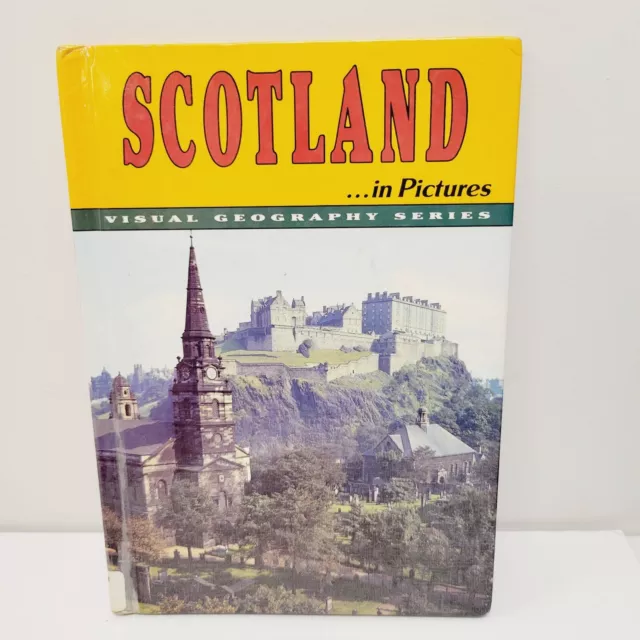 SCOTLAND
...in Pictures
VISUAL GEOGRAPHY SERIES